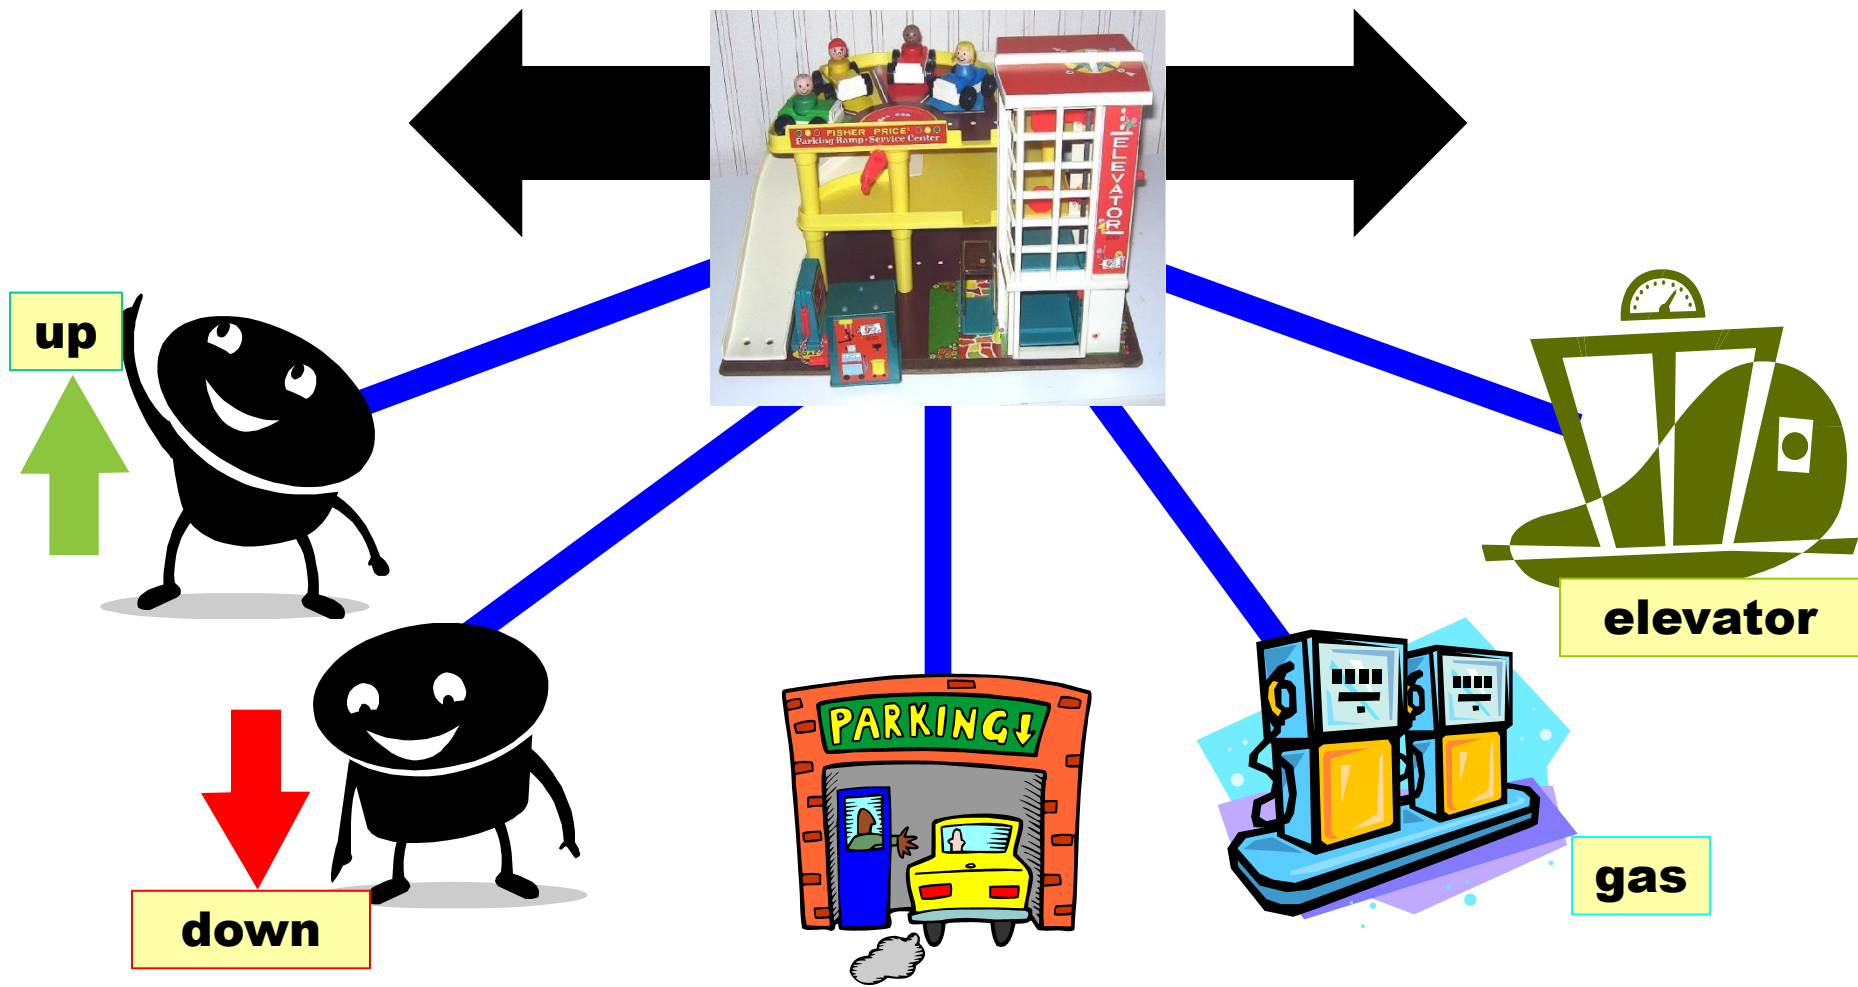 FISHER PRICE
Parking Ramp-Service Center
ELEVATOR
up
elevator
PARKING
gas
down